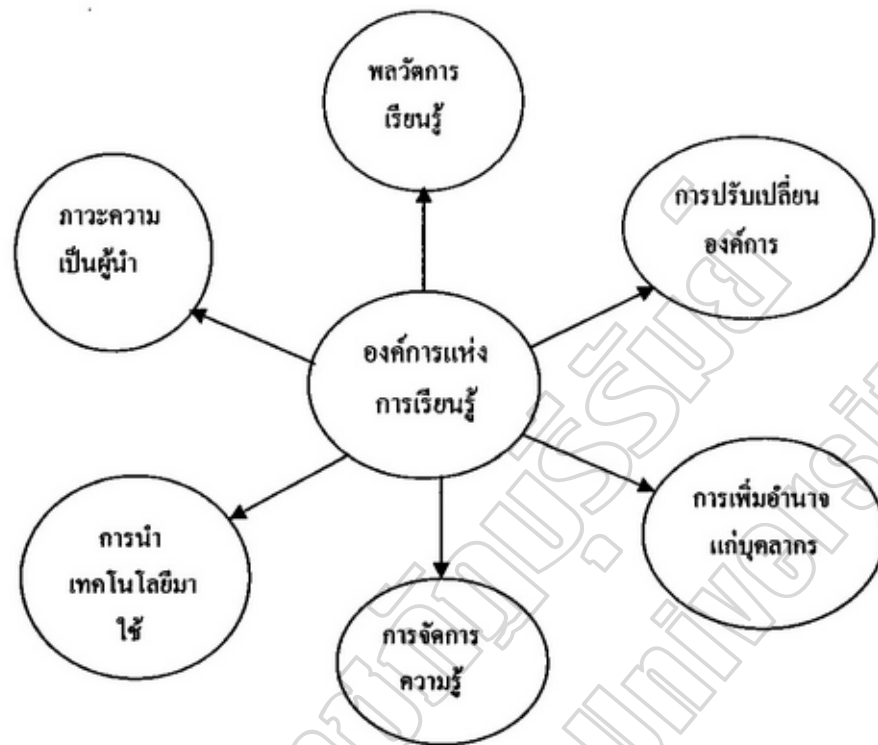 พลวัตการ
เรียนรู้
การปรับเปลี่ยน
องค์การ
ภาวะความ
เป็นผู้นำ
องค์การแห่ง
การเรียนรู้
การเพิ่มอำนาจ
แก่บุคลากร
การนำ
เทคโนโลยีมา
ใช้
การจัดการ
ความรู้